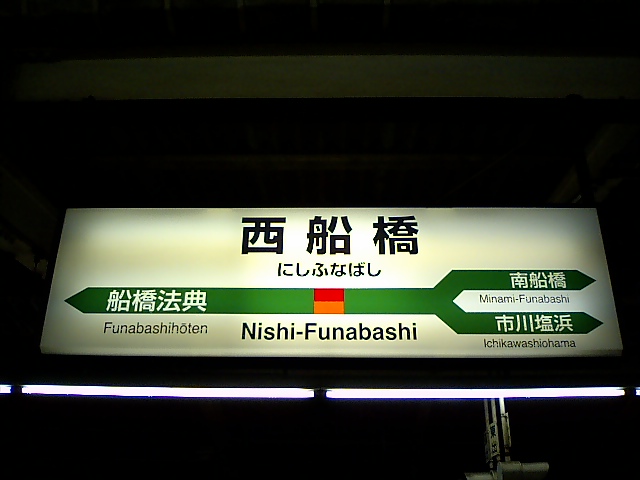 西船橋
にしふなばし
船橋法典
Funabashihōten
Nishi-Funabashi
南船橋
Minami-Funabashi
市川塩浜
Ichikawashiohama